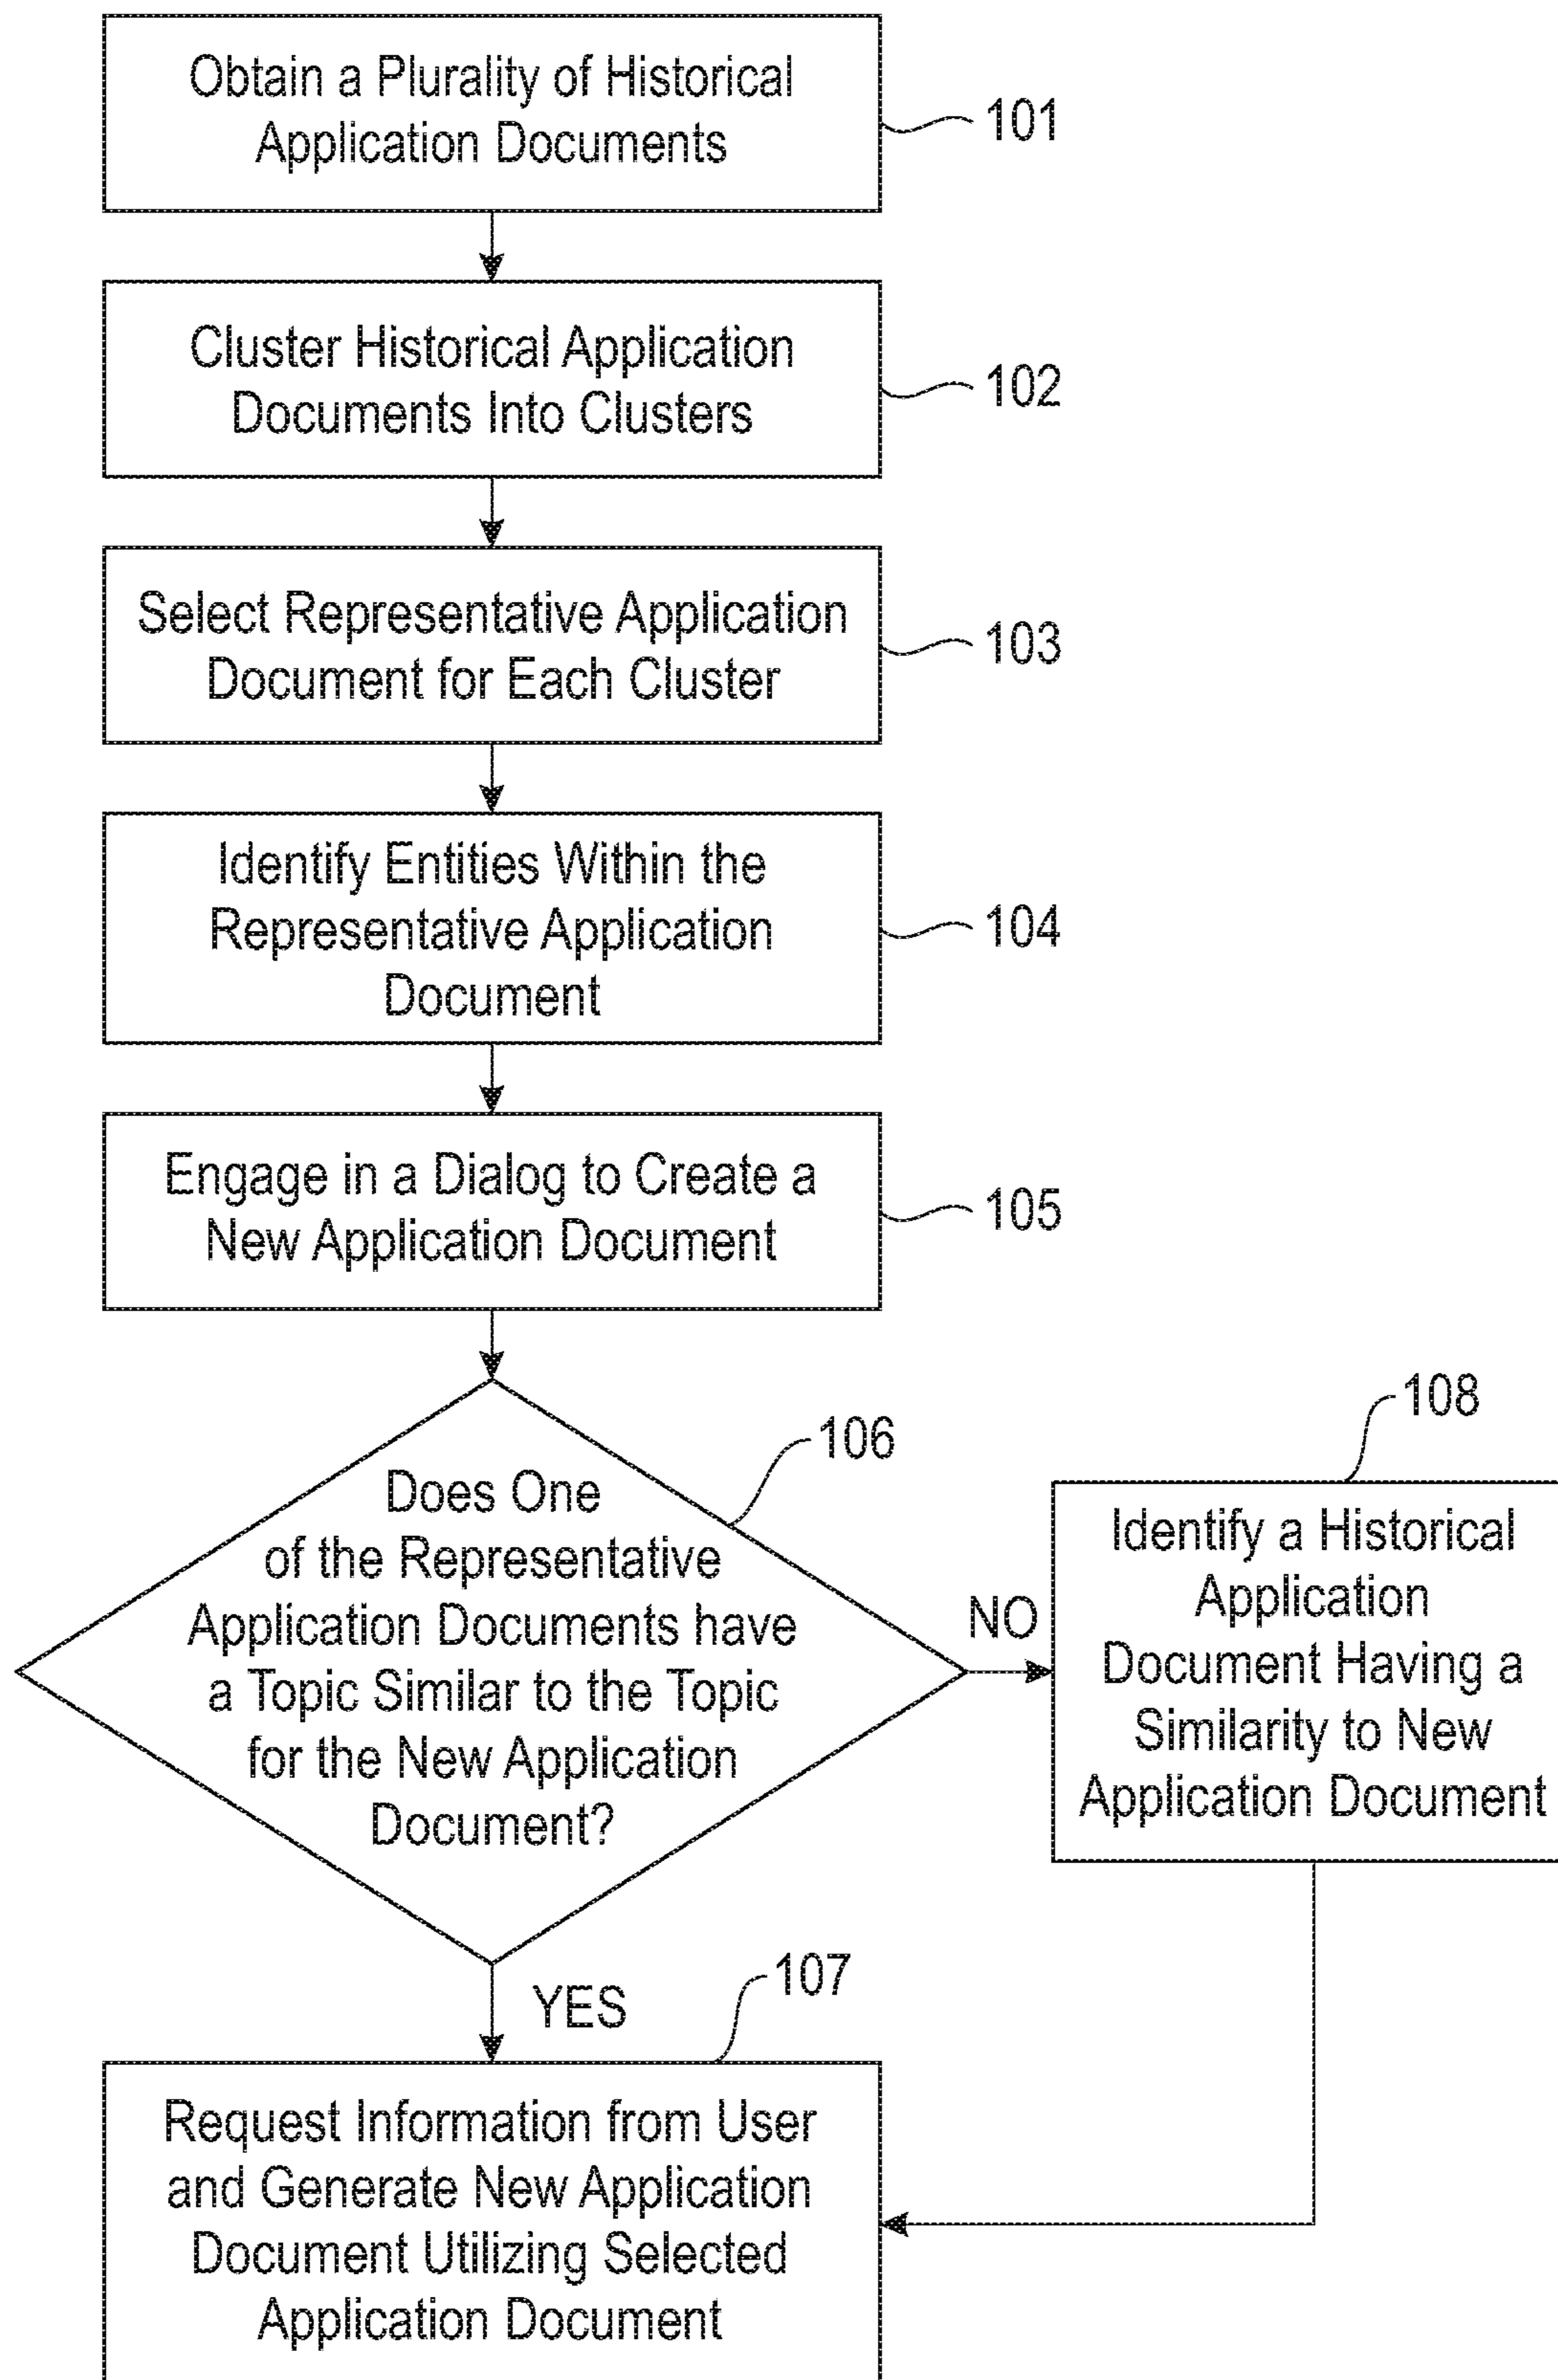 Obtain a Plurality of Historical
Application Documents
101
Cluster Historical Application
Documents Into Clusters
102
Select Representative Application
Document for Each Cluster
103
Identify Entities Within the
Representative Application
Document
104
Engage in a Dialog to Create a
New Application Document
105
106
Does One
of the Representative
Application Documents have
a Topic Similar to the Topic
for the New Application
Document?
NO
108
Identify a Historical
Application
Document Having a
Similarity to New
Application Document
YES
107
Request Information from User
and Generate New Application
Document Utilizing Selected
Application Document